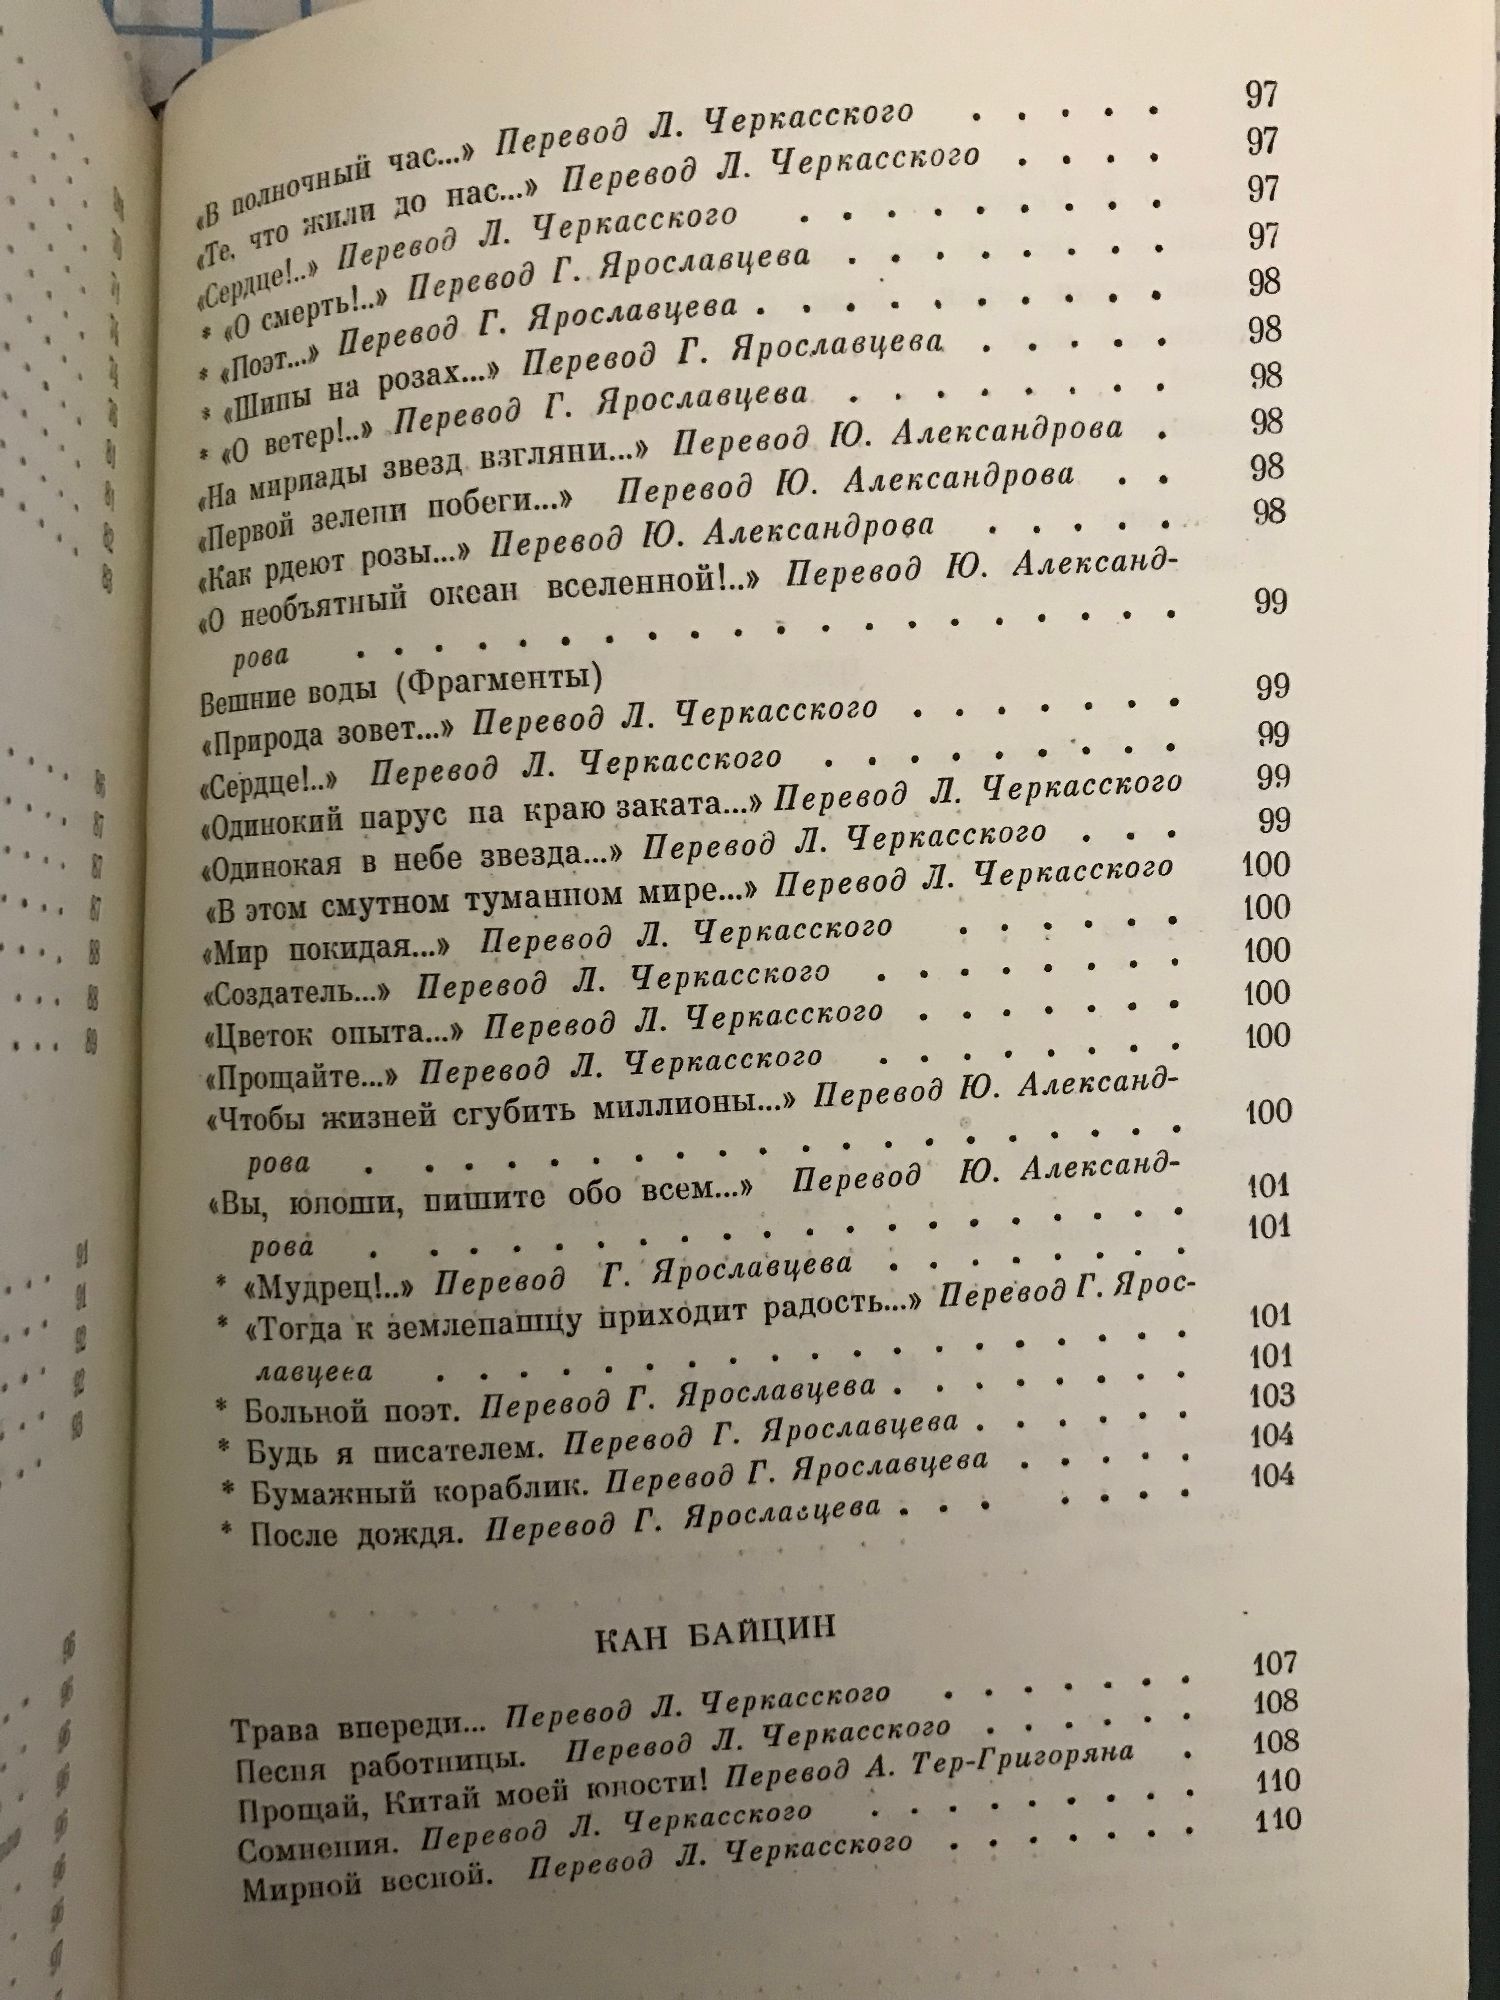 «В полночный час...» Перевод Л. Черкасского . . . . . 97
«Те, что жили до нас...» Перевод Л. Черкасского . . . . 97
«Сердце!..» Перевод Л. Черкасского . . . . . . . . . 97
* «О смерть!..» Перевод Г. Ярославцева . . . . . . . . 97
* «Поэт...» Перевод Г. Ярославцева . . . . . . . . . . 98
* «Шипы на розах...» Перевод Г. Ярославцева . . . . . 98
* «О ветер!..» Перевод Г. Ярославцева . . . . . . . . 98
«На мириады звезд взгляни...» Перевод Ю. Александрова . 98
«Первой зелени побеги...» Перевод Ю. Александрова . . 98
«Как рдеют розы...» Перевод Ю. Александрова . . . . . 98
«О необъятный океан вселенной!..» Перевод Ю. Александ-
рова . . . . . . . . . . . . . . . . . . . . 99
Вешние воды (Фрагменты)
«Природа зовет...» Перевод Л. Черкасского . . . . . . . 99
«Сердце!..» Перевод Л. Черкасского . . . . . . . . . 99
«Одинокий парус на краю заката...» Перевод Л. Черкасского 99
«Одинокая в небе звезда...» Перевод Л. Черкасского . . . 99
«В этом смутном туманном мире...» Перевод Л. Черкасского 100
«Мир покидая...» Перевод Л. Черкасского . . . . . . 100
«Создатель...» Перевод Л. Черкасского . . . . . . . . 100
«Цветок опыта...» Перевод Л. Черкасского . . . . . . . 100
«Прощайте...» Перевод Л. Черкасского . . . . . . . . 100
«Чтобы жизней сгубить миллионы...» Перевод Ю. Александ-
рова . . . . . . . . . . . . . . . . . . . . 100
«Вы, юноши, пишите обо всем...» Перевод Ю. Александ-
рова . . . . . . . . . . . . . . . . . . . . 101
* «Мудрец!..» Перевод Г. Ярославцева . . . . . . . . 101
* «Тогда к землепашцу приходит радость...» Перевод Г. Ярос-
лавцева . . . . . . . . . . . . . . . . . . . 101
* Больной поэт. Перевод Г. Ярославцева . . . . . . . . 101
* Будь я писателем. Перевод Г. Ярославцева . . . . . . 103
* Бумажный кораблик. Перевод Г. Ярославцева . . . . . 104
* После дождя. Перевод Г. Ярославцева . . . . . . . 104
КАН БАЙЦИН
Трава впереди... Перевод Л. Черкасского . . . . . . . 107
Песня работницы. Перевод Л. Черкасского . . . . . . 108
Прощай, Китай моей юности! Перевод А. Тер-Григоряна . 108
Сомнения. Перевод Л. Черкасского . . . . . . . . 110
Мирной весной. Перевод Л. Черкасского . . . . . . . 110